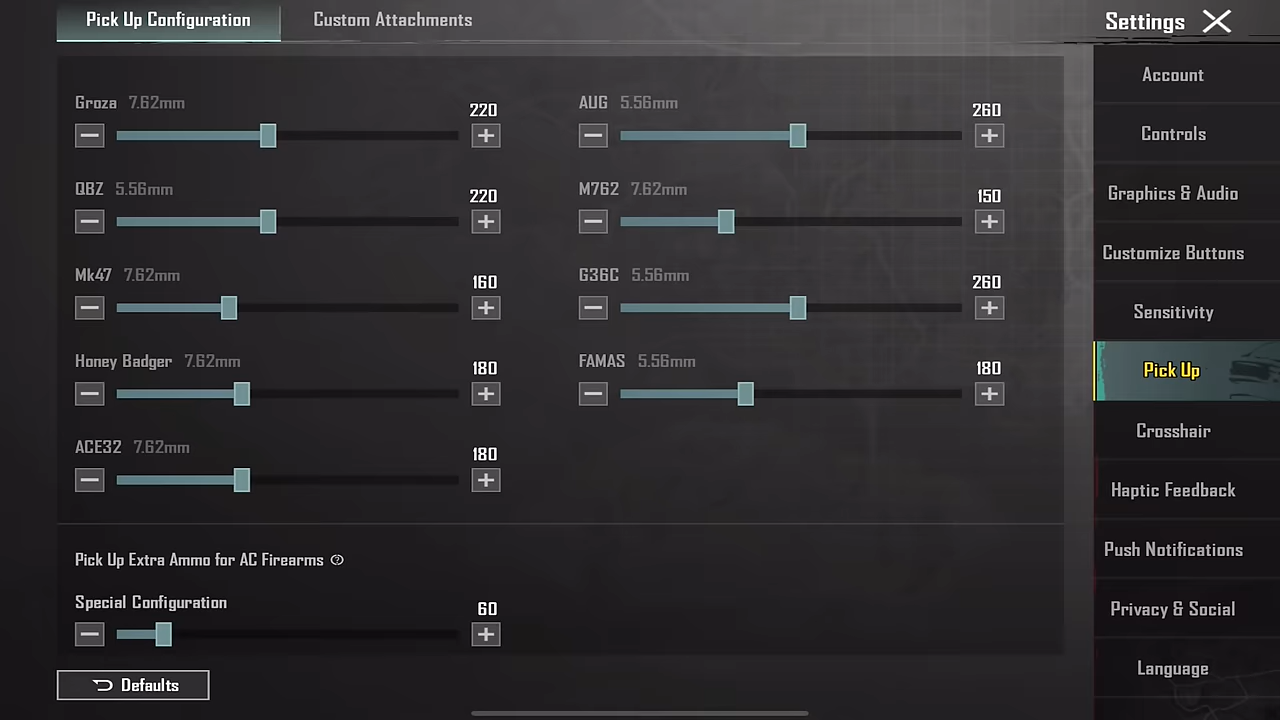 Pick Up Configuration
Custom Attachments
Settings
Groza 7.62mm
220
AUG 5.56mm
260
QBZ 5.56mm
220
M762 7.62mm
150
Mk47 7.62mm
160
G36C 5.56mm
260
Honey Badger 7.62mm
180
FAMAS 5.56mm
180
ACE32 7.62mm
180
Pick Up Extra Ammo for AC Firearms
Special Configuration
60
Defaults
Account
Controls
Graphics & Audio
Customize Buttons
Sensitivity
Pick Up
Crosshair
Haptic Feedback
Push Notifications
Privacy & Social
Language